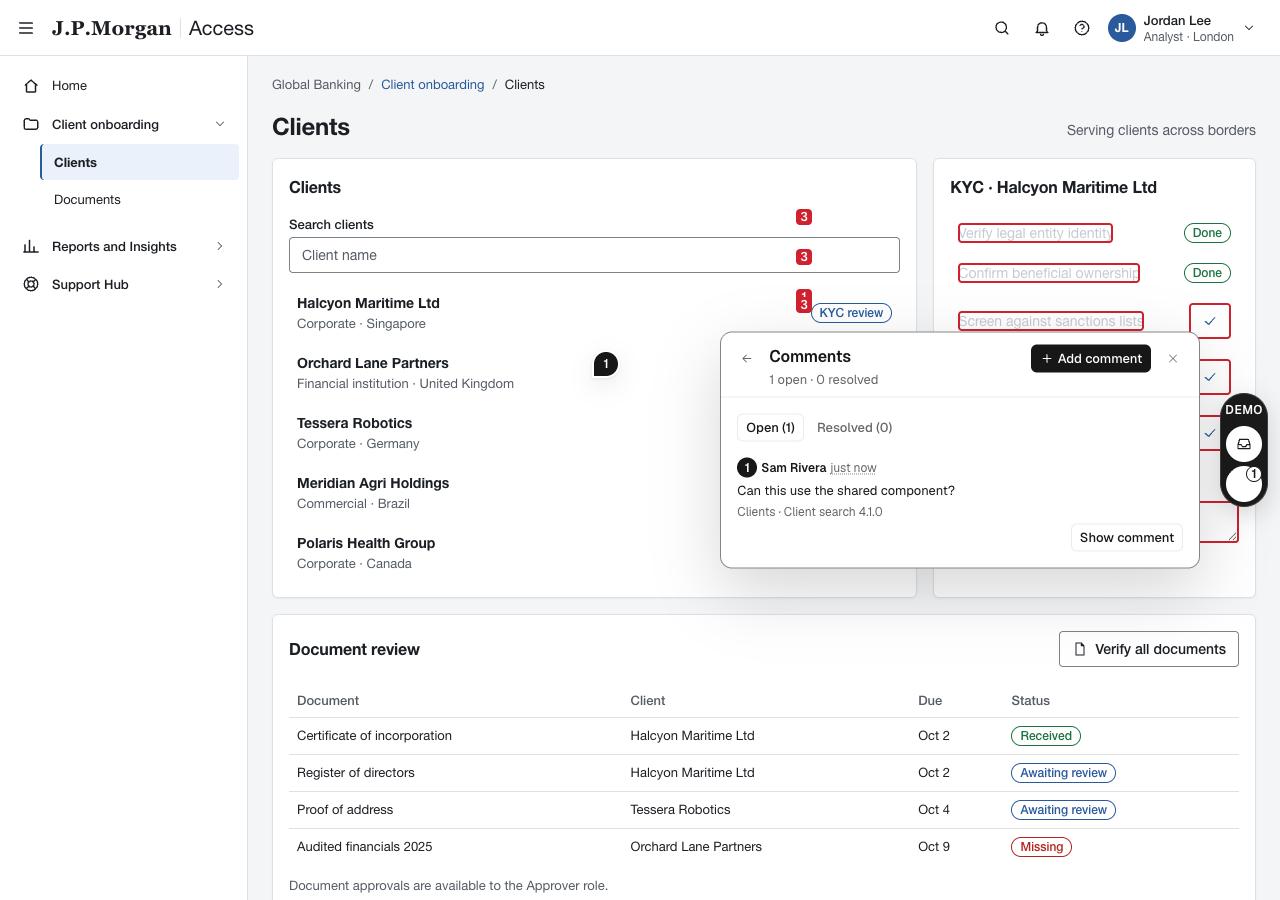 J.P.Morgan Access
JL
Jordan Lee
Analyst · London
Home
Client onboarding
Clients
Documents
Reports and Insights
Support Hub
Global Banking / Client onboarding / Clients
Clients
Serving clients across borders
Clients
Search clients
Client name
3
3
3
Halcyon Maritime Ltd
Corporate · Singapore
KYC review
Orchard Lane Partners
Financial institution · United Kingdom
1
Tessera Robotics
Corporate · Germany
Meridian Agri Holdings
Commercial · Brazil
Polaris Health Group
Corporate · Canada
KYC · Halcyon Maritime Ltd
Verify legal entity identity
Done
Confirm beneficial ownership
Done
Screen against sanctions lists
Comments
1 open · 0 resolved
+ Add comment
Open (1)
Resolved (0)
1 Sam Rivera just now
Can this use the shared component?
Clients · Client search 4.1.0
Show comment
DEMO
1
Document review
Verify all documents
Document Client Due Status
Certificate of incorporation Halcyon Maritime Ltd Oct 2 Received
Register of directors Halcyon Maritime Ltd Oct 2 Awaiting review
Proof of address Tessera Robotics Oct 4 Awaiting review
Audited financials 2025 Orchard Lane Partners Oct 9 Missing
Document approvals are available to the Approver role.